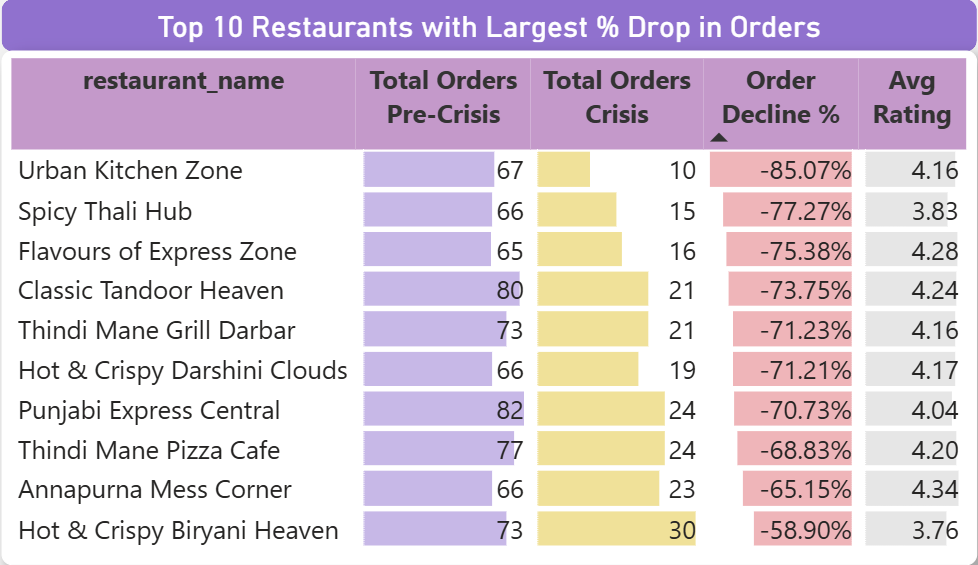 Top 10 Restaurants with Largest % Drop in Orders
restaurant_name Total Orders Pre-Crisis Total Orders Crisis Order Decline % Avg Rating
Urban Kitchen Zone 67 10 -85.07% 4.16
Spicy Thali Hub 66 15 -77.27% 3.83
Flavours of Express Zone 65 16 -75.38% 4.28
Classic Tandoor Heaven 80 21 -73.75% 4.24
Thindi Mane Grill Darbar 73 21 -71.23% 4.16
Hot & Crispy Darshini Clouds 66 19 -71.21% 4.17
Punjabi Express Central 82 24 -70.73% 4.04
Thindi Mane Pizza Cafe 77 24 -68.83% 4.20
Annapurna Mess Corner 66 23 -65.15% 4.34
Hot & Crispy Biryani Heaven 73 30 -58.90% 3.76